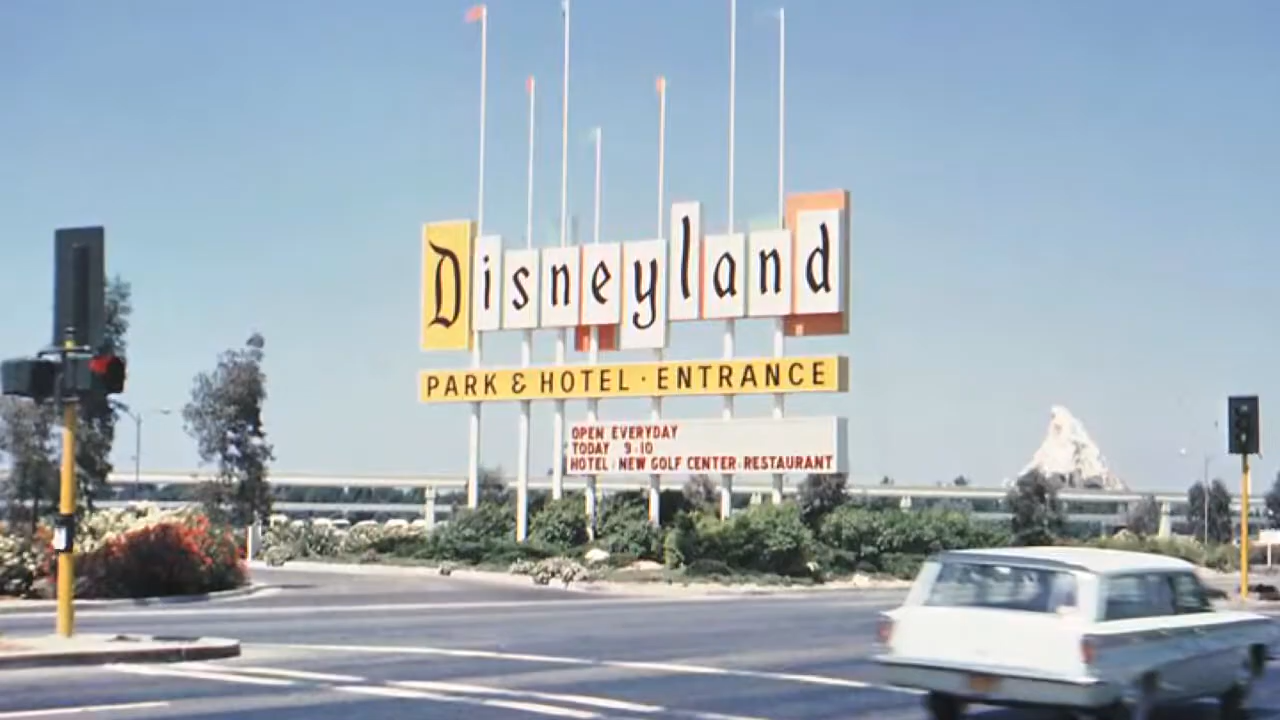 Disneyland
PARK & HOTEL · ENTRANCE
OPEN EVERYDAY
TODAY 9-10
HOTEL NEW GOLF CENTER RESTAURANT